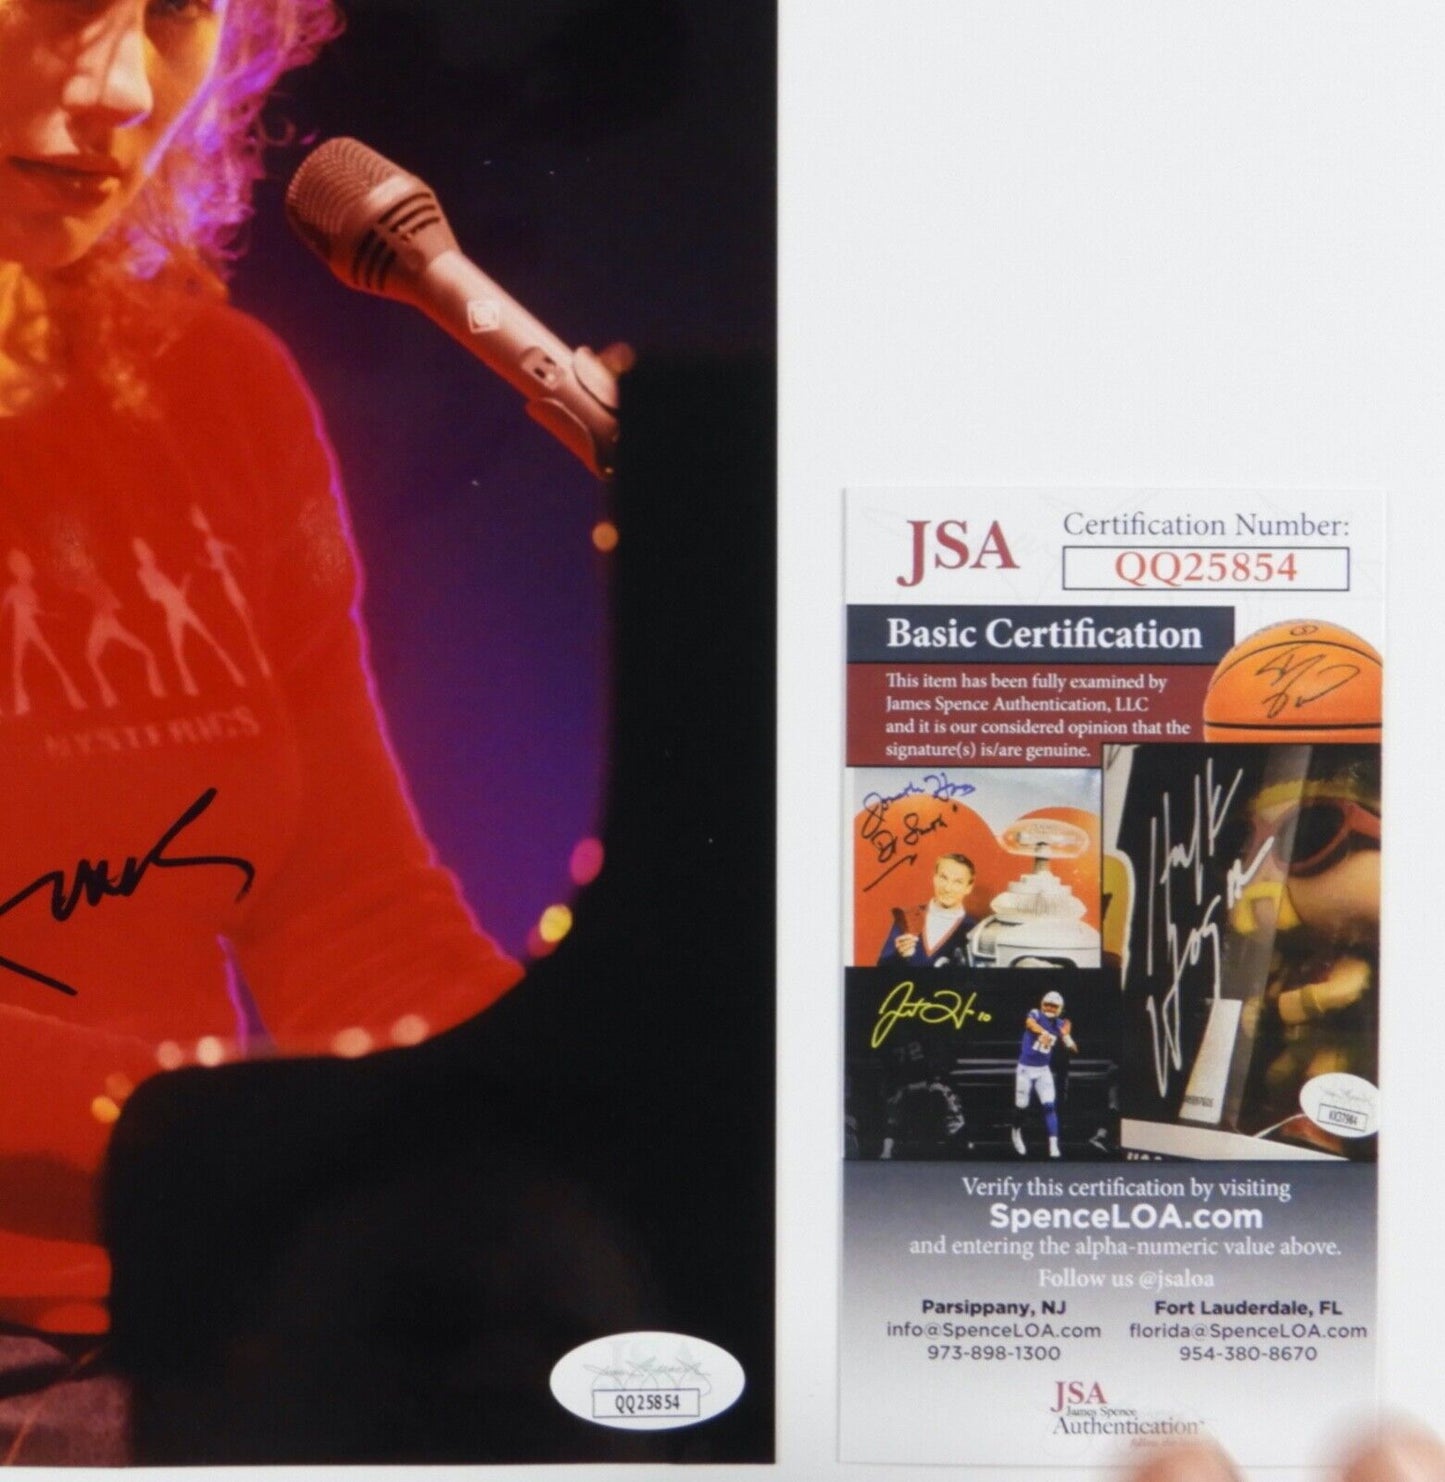 HYSTERICS
QQ25854
JSA
Certification Number:
QQ25854
Basic Certification
This item has been fully examined by
James Spence Authentication, LLC
and it is our considered opinion that the
signature(s) is/are genuine.
Verify this certification by visiting
SpenceLOA.com
and entering the alpha-numeric value above.
Follow us @jsaloa
Parsippany, NJ
info@SpenceLOA.com
973-898-1300
Fort Lauderdale, FL
florida@SpenceLOA.com
954-380-8670
JSA
James Spence
Authentication